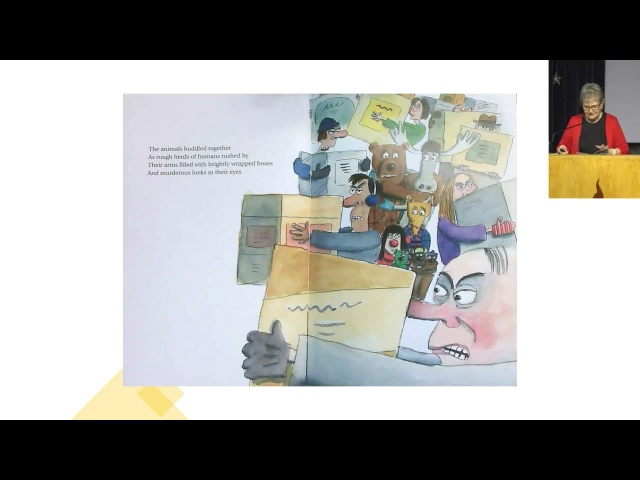 The animals huddled together
As rough herds of humans rushed by
Their arms filled with brightly wrapped boxes
And murderous looks in their eyes